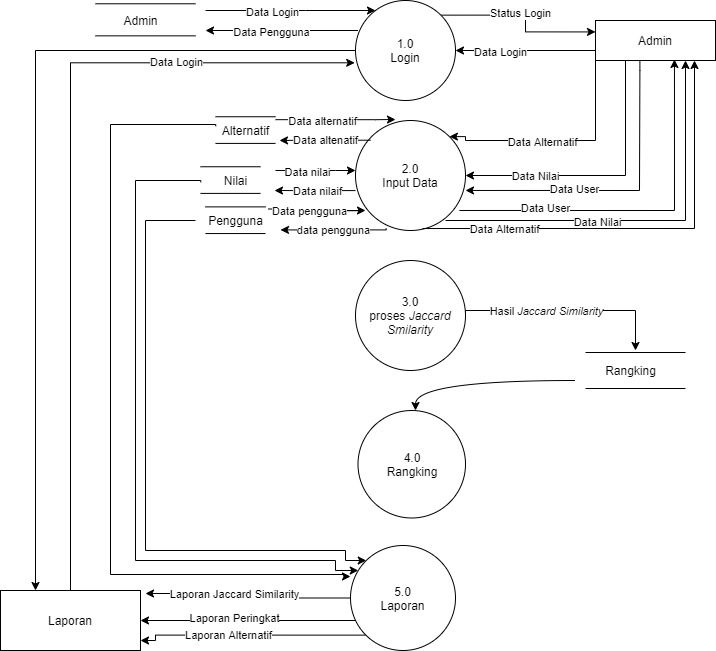 Admin
Data Login
Data Pengguna
1.0
Login
Status Login
Data Login
Admin
Data Login
Alternatif
Data alternatif
Data altenatif
2.0
Input Data
Data Alternatif
Nilai
Data nilai
Data nilaif
Data Nilai
Data User
Pengguna
Data pengguna
data pengguna
Data User
Data Nilai
Data Alternatif
3.0
proses Jaccard
Smilarity
Hasil Jaccard Similarity
Rangking
4.0
Rangking
5.0
Laporan
Laporan
Laporan Jaccard Similarity
Laporan Peringkat
Laporan Alternatif